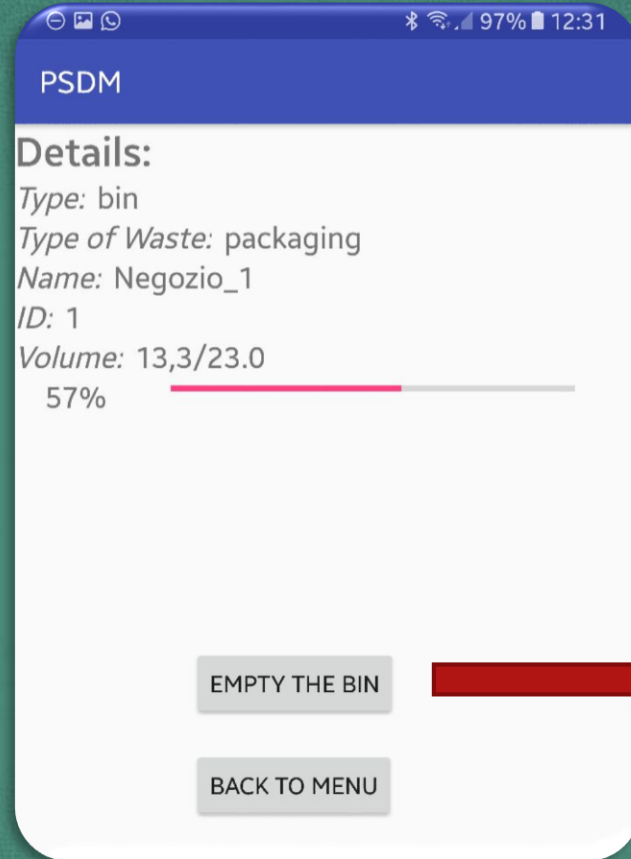 97% 12:31
PSDM
Details:
Type: bin
Type of Waste: packaging
Name: Negozio_1
ID: 1
Volume: 13,3/23.0
57%
EMPTY THE BIN
BACK TO MENU